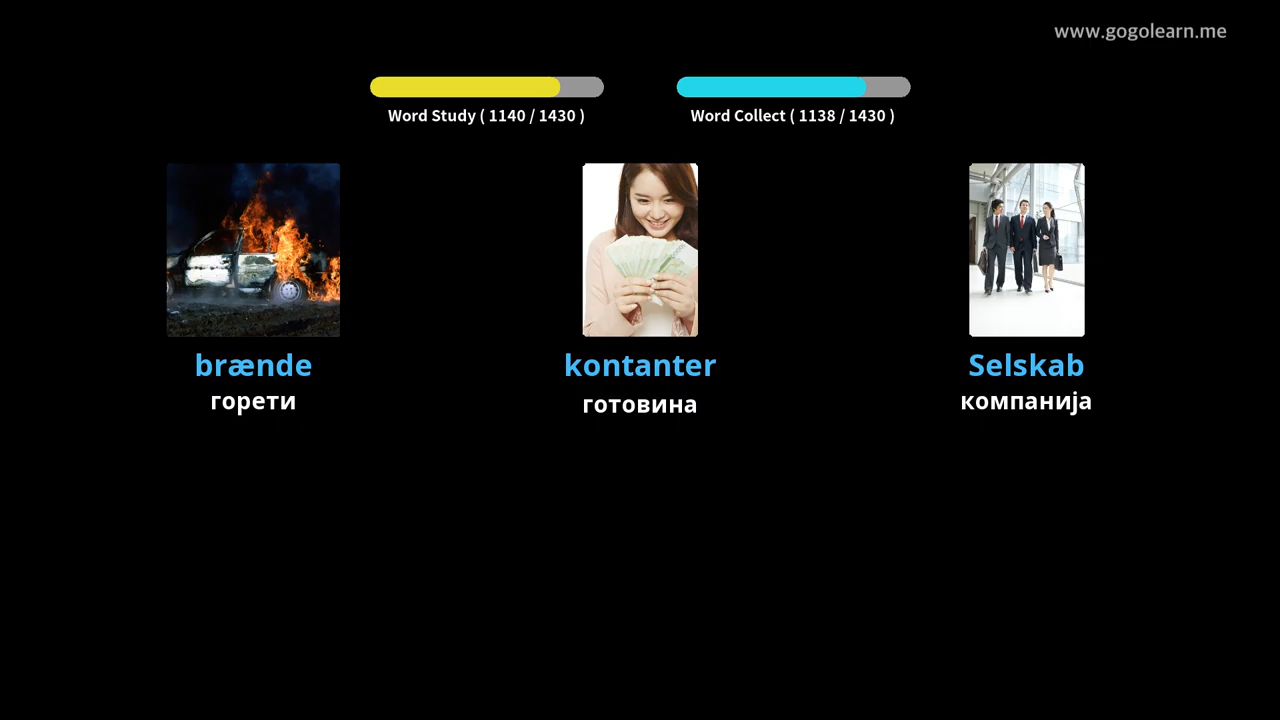 www.gogolearn.me
Word Study ( 1140 / 1430 )
Word Collect ( 1138 / 1430 )
brænde
горети
kontanter
готовина
Selskab
компанија